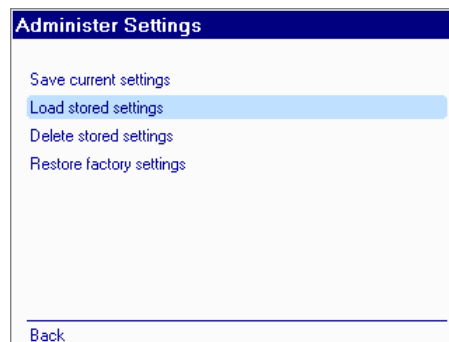 Administer Settings
Save current settings
Load stored settings
Delete stored settings
Restore factory settings
Back